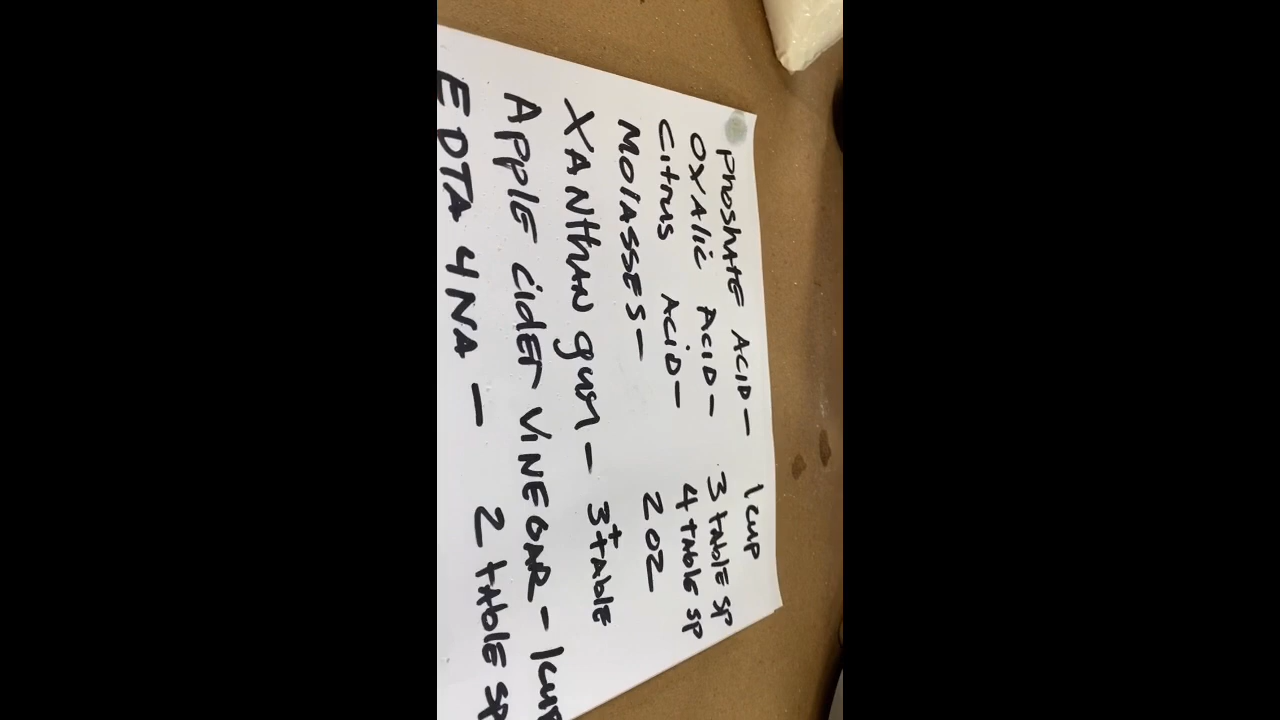 PhosHATE ACID - 1 cup
OXAlic ACID - 3 tablE SP
Citrus ACiD - 4 tablE SP
MOlASSES - 2 OZ
XANthAN gum - 3+ tablE
APPlE cidEr VINEGAR - 1 cup
EDTA 4NA - 2 tablE SP